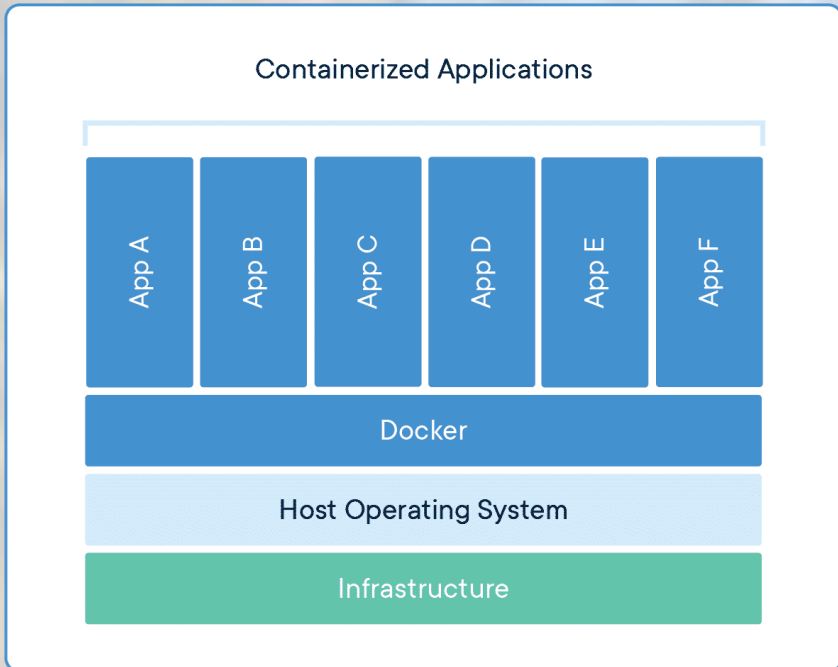 Containerized Applications
App A
App B
App C
App D
App E
App F
Docker
Host Operating System
Infrastructure